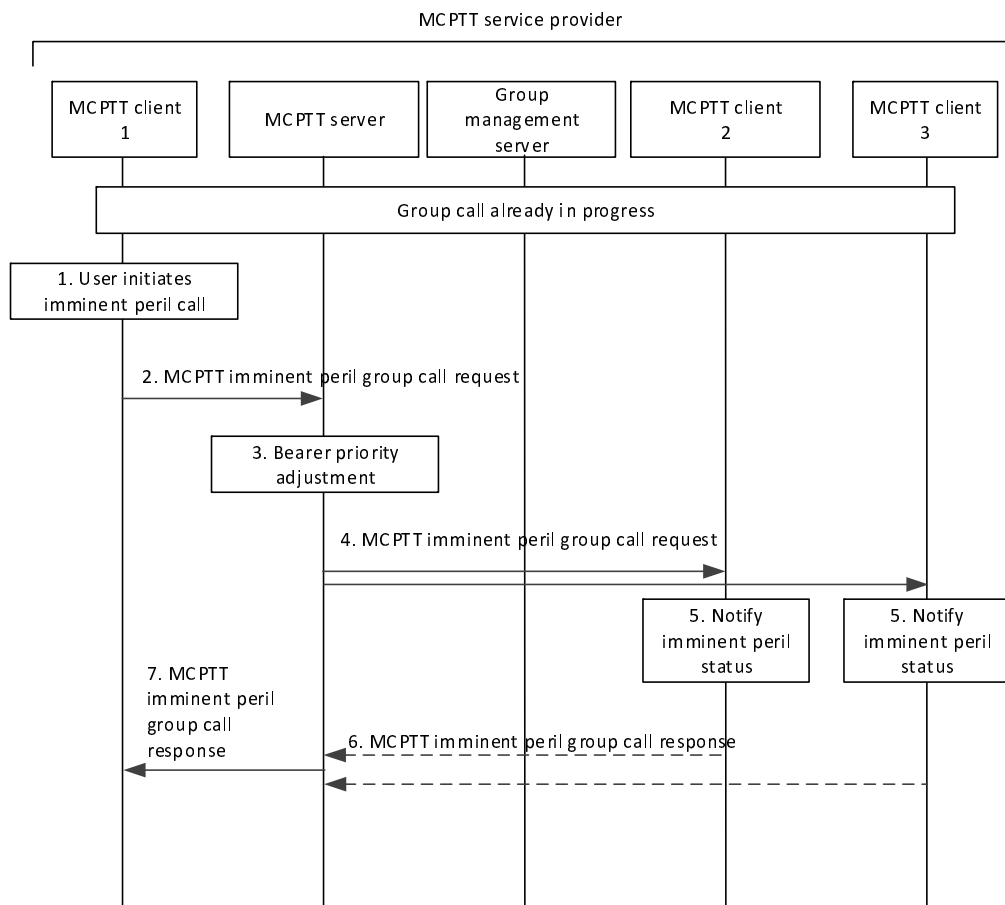 MCPTT service provider
MCPTT client
1
MCPTT server
Group
management
server
MCPTT client
2
MCPTT client
3
Group call already in progress
1. User initiates
imminent peril call
2. MCPTT imminent peril group call request
3. Bearer priority
adjustment
4. MCPTT imminent peril group call request
5. Notify
imminent peril
status
5. Notify
imminent peril
status
7. MCPTT
imminent peril
group call
response
6. MCPTT imminent peril group call response